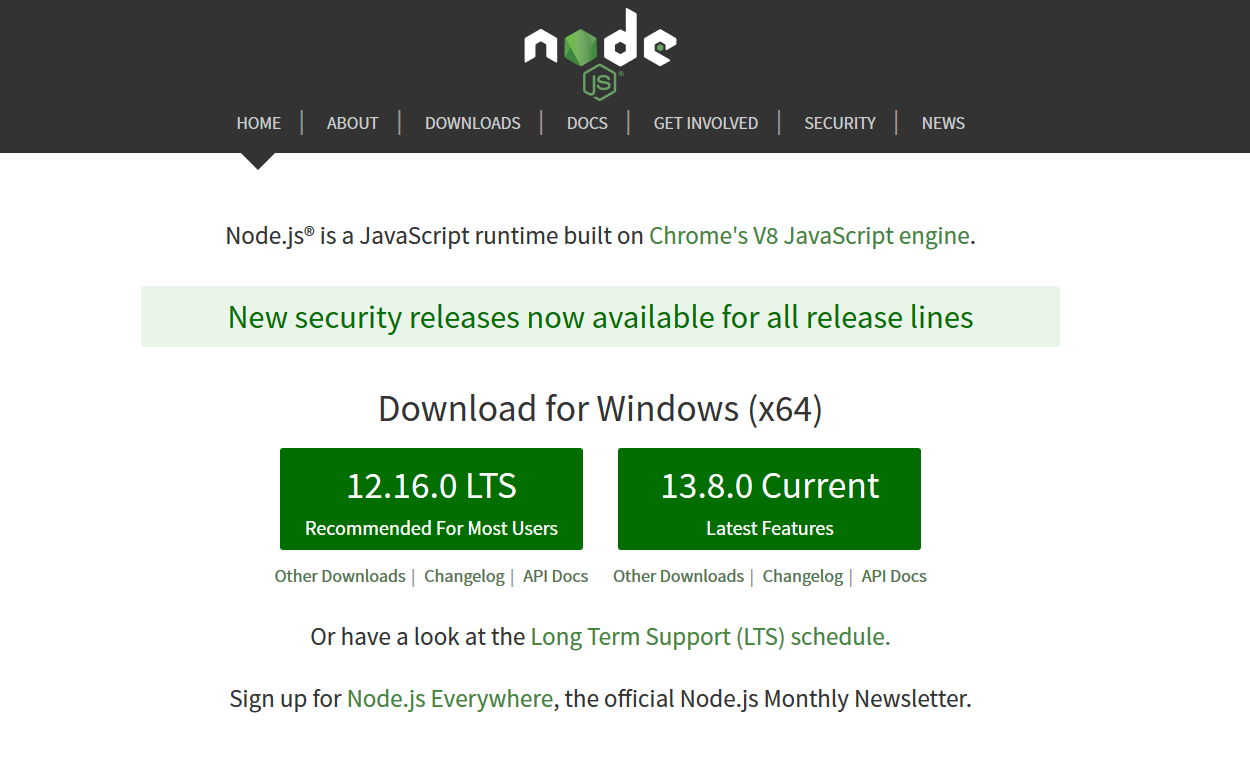 node
JS®
HOME | ABOUT | DOWNLOADS | DOCS | GET INVOLVED | SECURITY | NEWS
Node.js® is a JavaScript runtime built on Chrome's V8 JavaScript engine.
New security releases now available for all release lines
Download for Windows (x64)
12.16.0 LTS
Recommended For Most Users
13.8.0 Current
Latest Features
Other Downloads | Changelog | API Docs
Other Downloads | Changelog | API Docs
Or have a look at the Long Term Support (LTS) schedule.
Sign up for Node.js Everywhere, the official Node.js Monthly Newsletter.